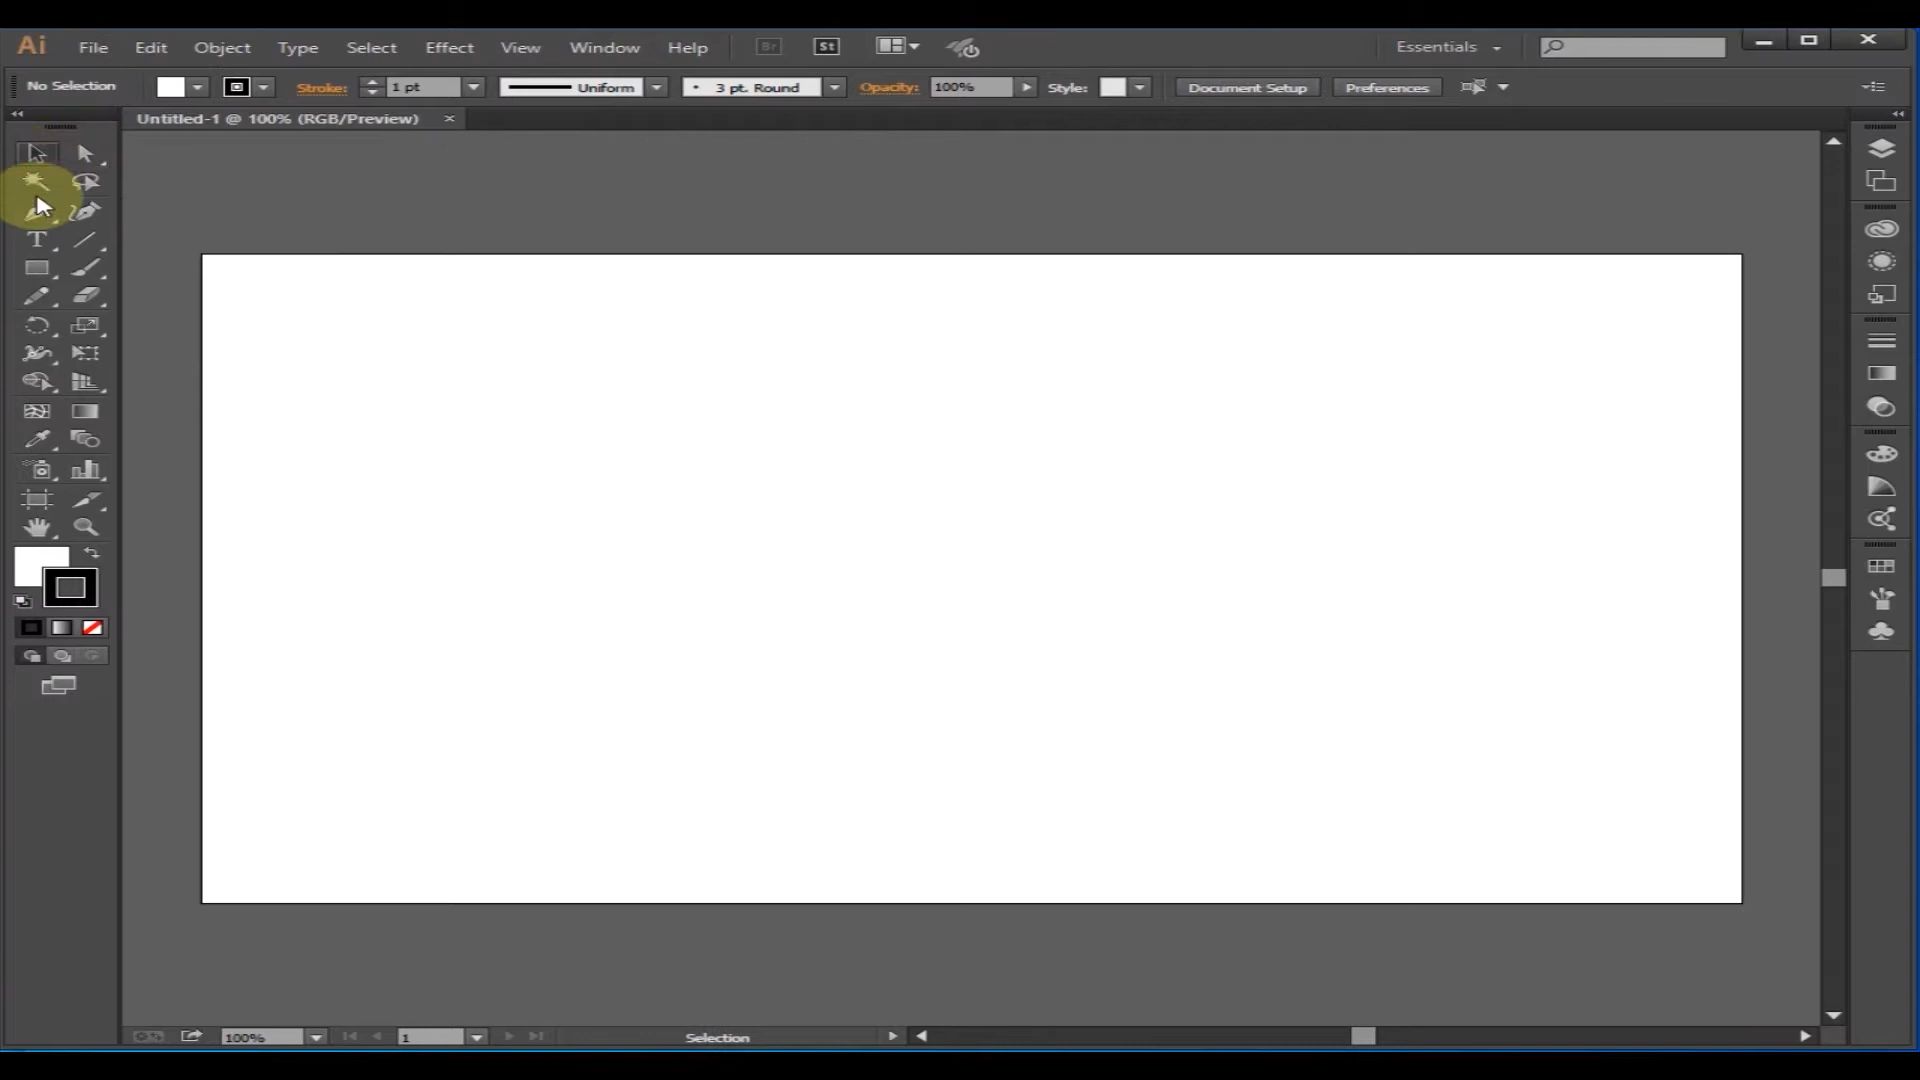 Ai File Edit Object Type Select Effect View Window Help Br St Essentials
No Selection Stroke: 1 pt Uniform 3 pt. Round Opacity: 100% Style: Document Setup Preferences
Untitled-1 @ 100% (RGB/Preview) ×
T
100% 1 Selection